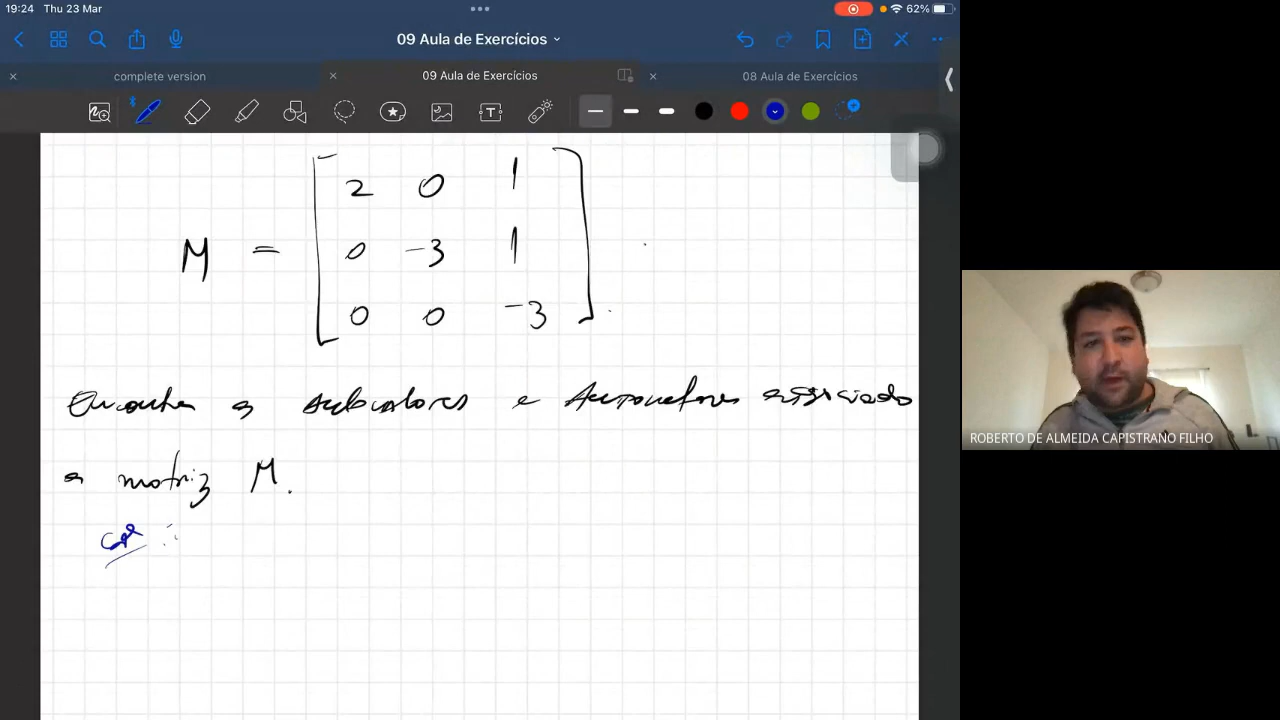 19:24 Thu 23 Mar
62%
09 Aula de Exercícios
complete version
09 Aula de Exercícios
08 Aula de Exercícios
M = [ 2 0 1
0 -3 1
0 0 -3 ].
Encontre os autovalores e autovetores associado
a matriz M.
ROBERTO DE ALMEIDA CAPISTRANO FILHO